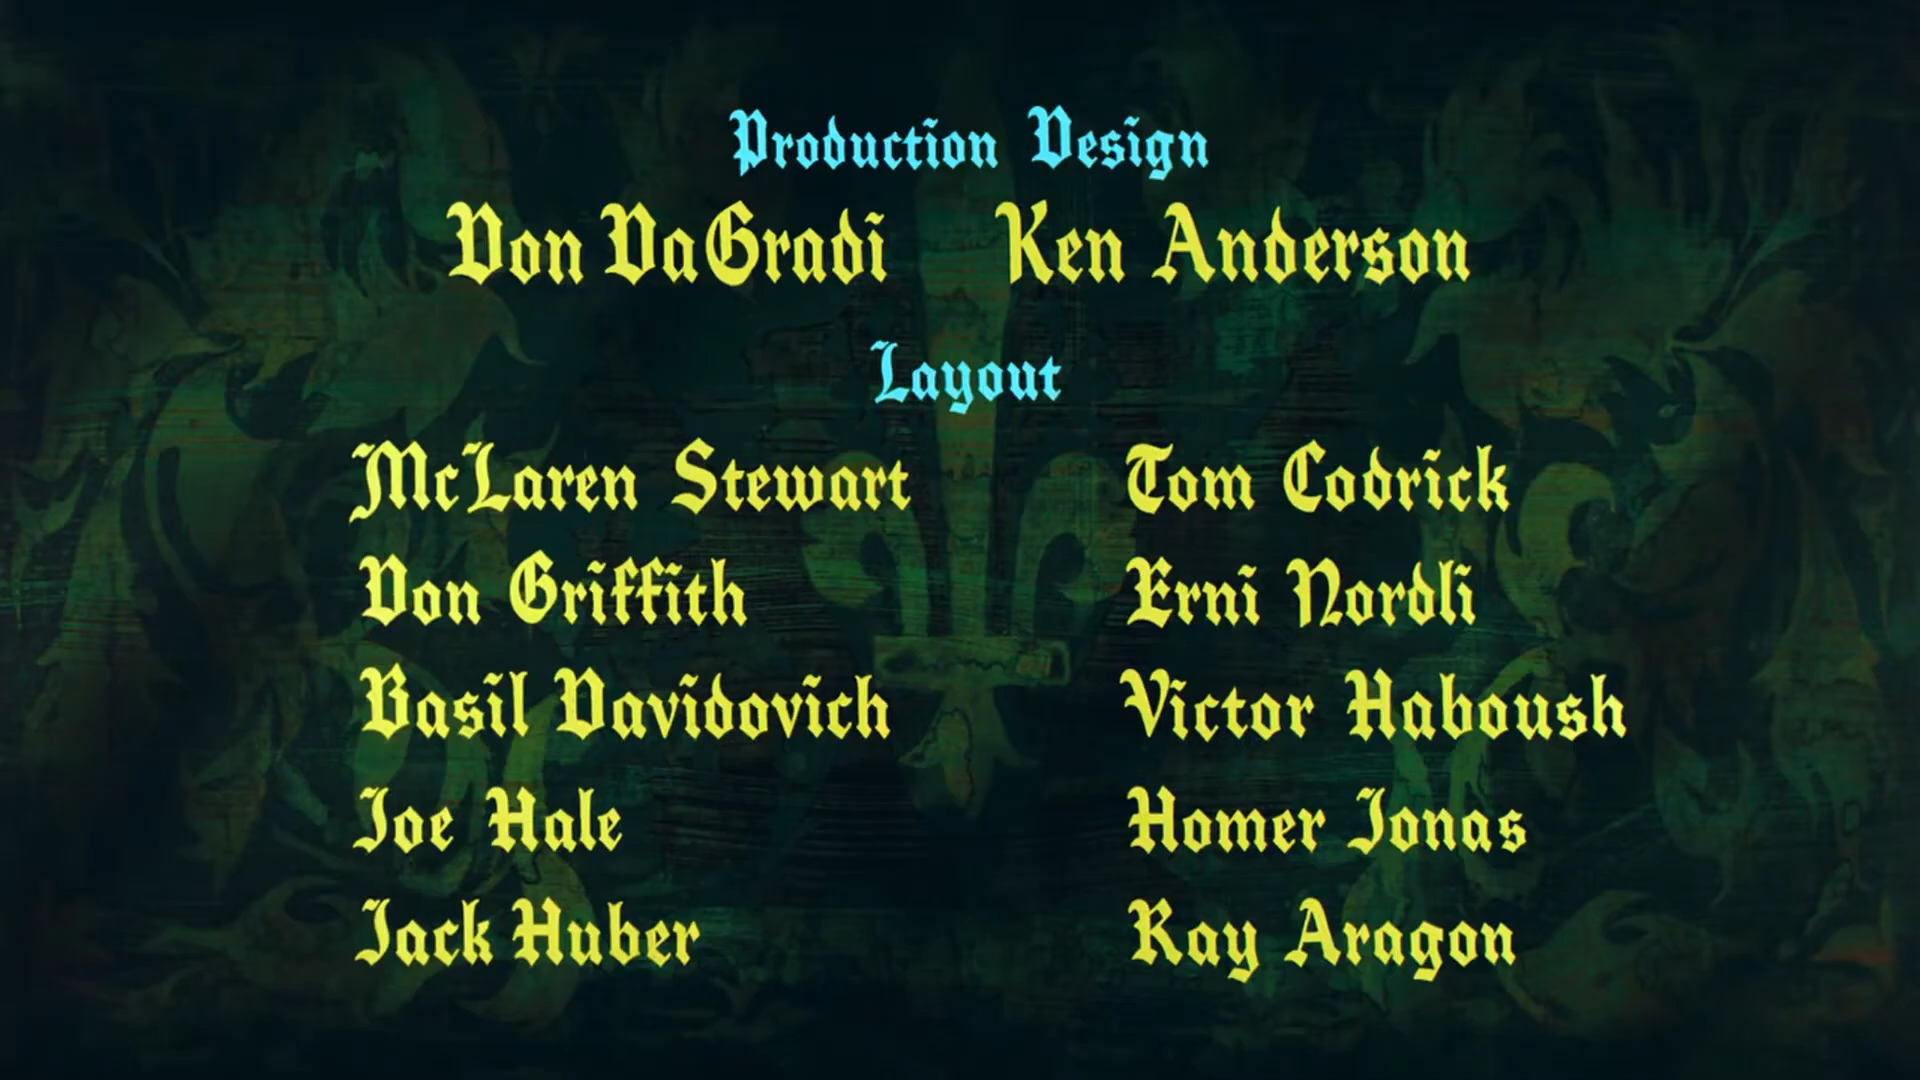 Production Design
Don DaGradi Ken Anderson
Layout
McLaren Stewart Tom Codrick
Don Griffith Erni Nordli
Basil Davidovich Victor Haboush
Joe Hale Homer Jonas
Jack Huber Ray Aragon